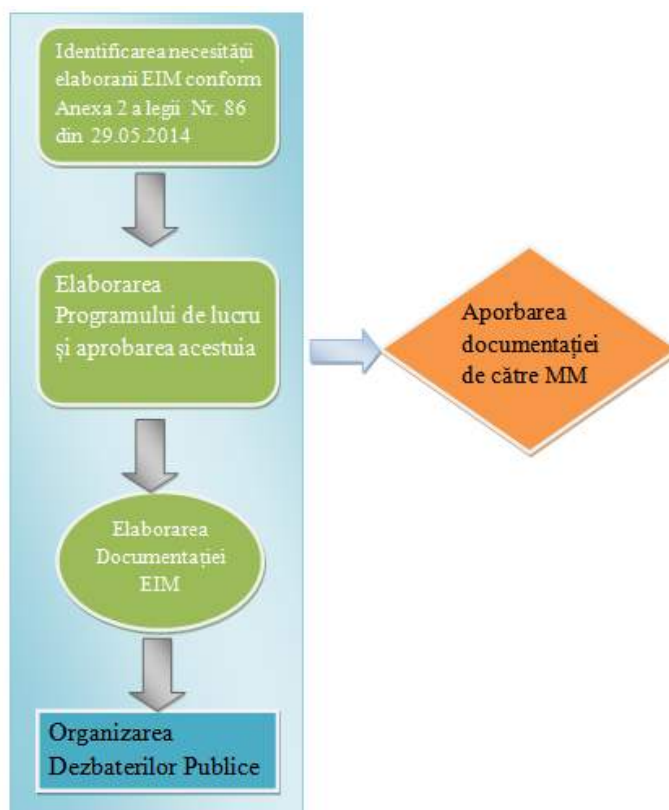 Identificarea necesității
elaborarii EIM conform
Anexa 2 a legii Nr. 86
din 29.05.2014
Elaborarea
Programului de lucru
și aprobarea acestuia
Aporbarea
documentației
de către MM
Elaborarea
Documentației
EIM
Organizarea
Dezbaterilor Publice